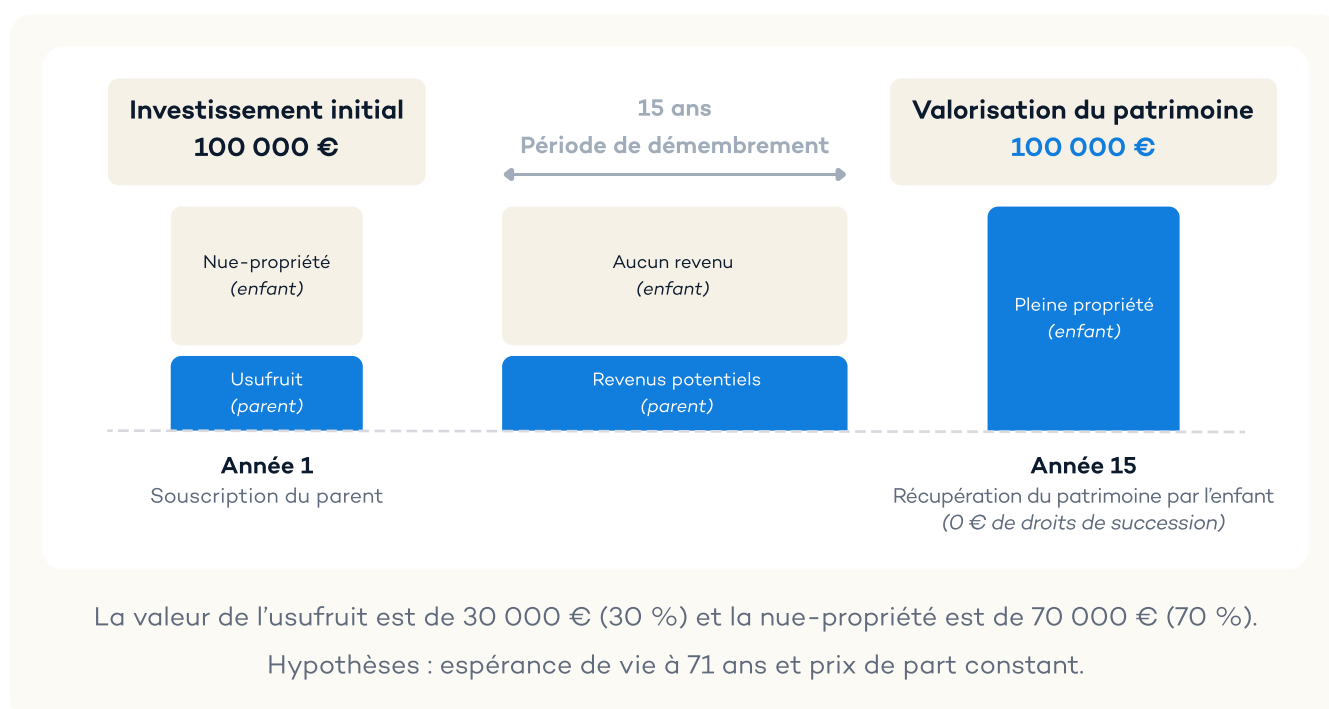 Investissement initial
100 000 €
15 ans
Période de démembrement
Valorisation du patrimoine
100 000 €
Nue-propriété
(enfant)
Aucun revenu
(enfant)
Pleine propriété
(enfant)
Usufruit
(parent)
Revenus potentiels
(parent)
Année 1
Souscription du parent
Année 15
Récupération du patrimoine par l'enfant
(0 € de droits de succession)
La valeur de l'usufruit est de 30 000 € (30 %) et la nue-propriété est de 70 000 € (70 %).
Hypothèses : espérance de vie à 71 ans et prix de part constant.